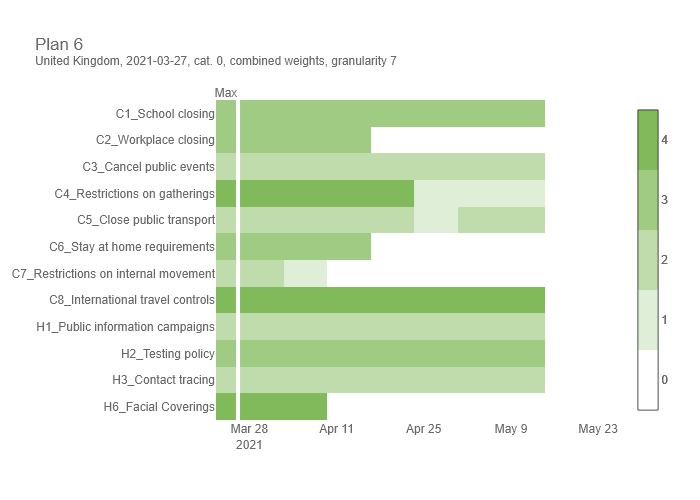 Plan 6
United Kingdom, 2021-03-27, cat. 0, combined weights, granularity 7
Max
C1_School closing
C2_Workplace closing
C3_Cancel public events
C4_Restrictions on gatherings
C5_Close public transport
C6_Stay at home requirements
C7_Restrictions on internal movement
C8_International travel controls
H1_Public information campaigns
H2_Testing policy
H3_Contact tracing
H6_Facial Coverings
Mar 28 Apr 11 Apr 25 May 9 May 23
2021
4
3
2
1
0